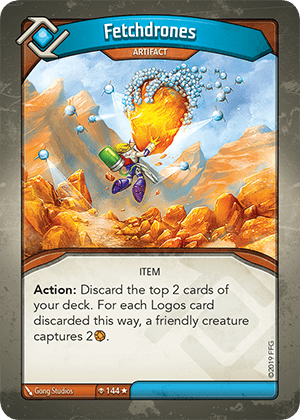 Fetchdrones
ARTIFACT
ITEM
Action: Discard the top 2 cards of
your deck. For each Logos card
discarded this way, a friendly creature
captures 2.
Gong Studios
144
©2019 FFG